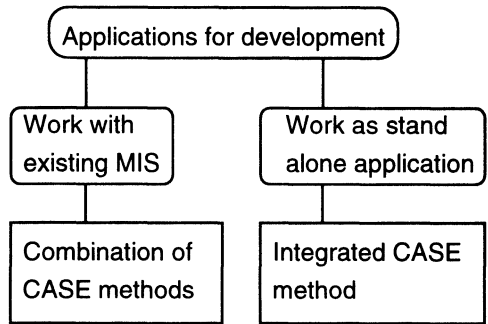 Applications for development
Work with
existing MIS
Work as stand
alone application
Combination of
CASE methods
Integrated CASE
method